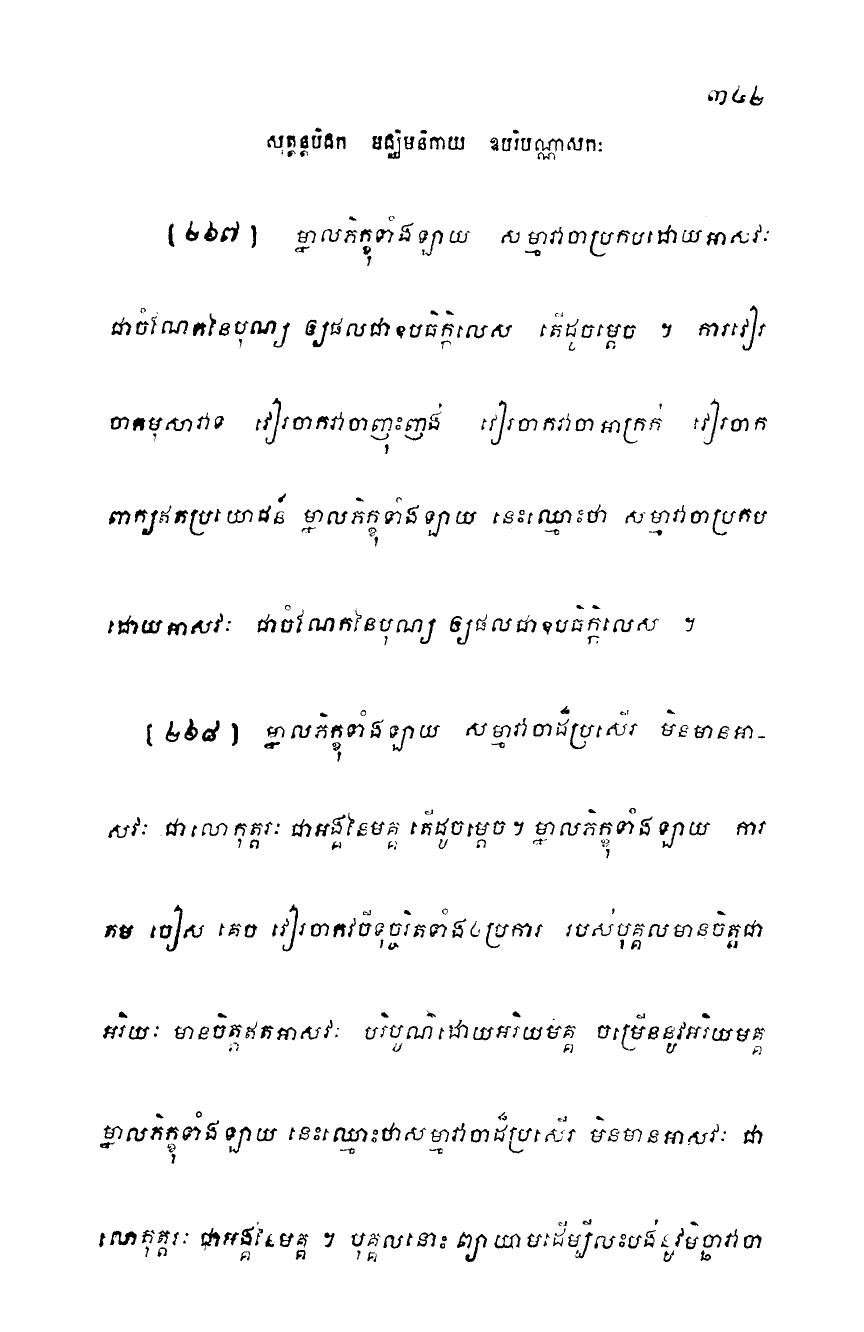 ៣៤២
សុត្តន្តបិដក មជ្ឈិមនិកាយ ឧបរិបណ្ណាសកៈ
[២៦៧] ម្នាលភិក្ខុទាំងឡាយ សម្មាវាចាប្រកបដោយអាសវៈ
ជាចំណែកនៃបុណ្យ ឲ្យផលជាឧបធិក្កិលេស តើដូចម្តេច ។ ការវៀរ
ចាកមុសាវាទ វៀរចាកវាចាញុះញង់ វៀរចាកវាចាអាក្រក់ វៀរចាក
ពាក្យឥតប្រយោជន៍ ម្នាលភិក្ខុទាំងឡាយ នេះឈ្មោះថា សម្មាវាចាប្រកប
ដោយអាសវៈ ជាចំណែកនៃបុណ្យ ឲ្យផលជាឧបធិក្កិលេស ។
[២៦៨] ម្នាលភិក្ខុទាំងឡាយ សម្មាវាចាដ៏ប្រសើរ មិនមានអា-
សវៈ ជាលោកុត្តរៈ ជាអង្គនៃមគ្គ តើដូចម្តេច។ ម្នាលភិក្ខុទាំងឡាយ ការ
តម ចៀស គេច វៀរចាកវចីទុច្ចរិតទាំង៤ប្រការ របស់បុគ្គលមានចិត្តជា
អរិយៈ មានចិត្តឥតអាសវៈ បរិបូណ៌ដោយអរិយមគ្គ ចម្រើននូវអរិយមគ្គ
ម្នាលភិក្ខុទាំងឡាយ នេះឈ្មោះថាសម្មាវាចាដ៏ប្រសើរ មិនមានអាសវៈ ជា
លោកុត្តរៈ ជាអង្គនៃមគ្គ ។ បុគ្គលនោះ ព្យាយាមដើម្បីលះបង់នូវមិច្ឆាវាចា